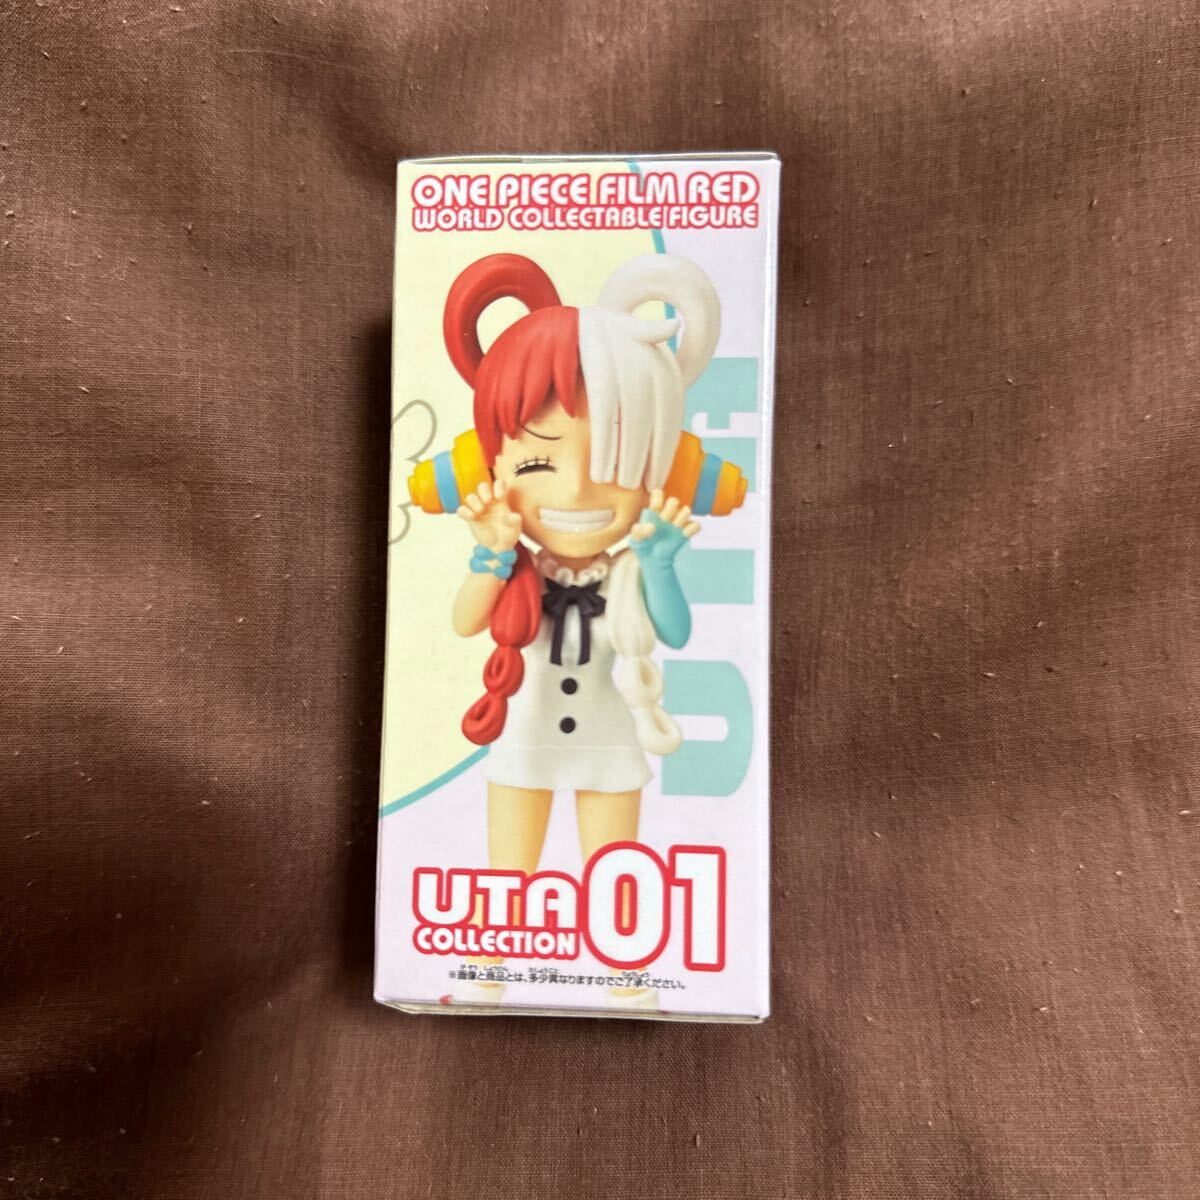 ONE PIECE FILM RED
WORLD COLLECTABLE FIGURE
UTA
UTA
COLLECTION
01
※画像と商品とは、多少異なりますのでご了承ください。